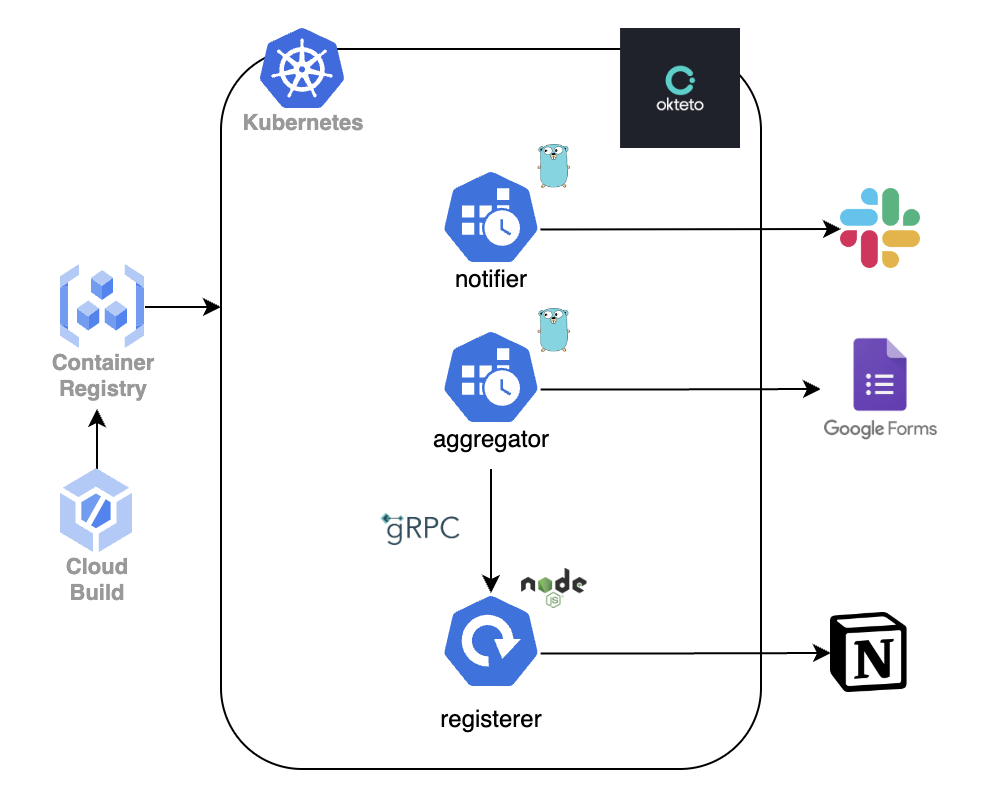 Kubernetes
okteto
notifier
Container
Registry
aggregator
Google Forms
gRPC
Cloud
Build
node
JS
registerer
N